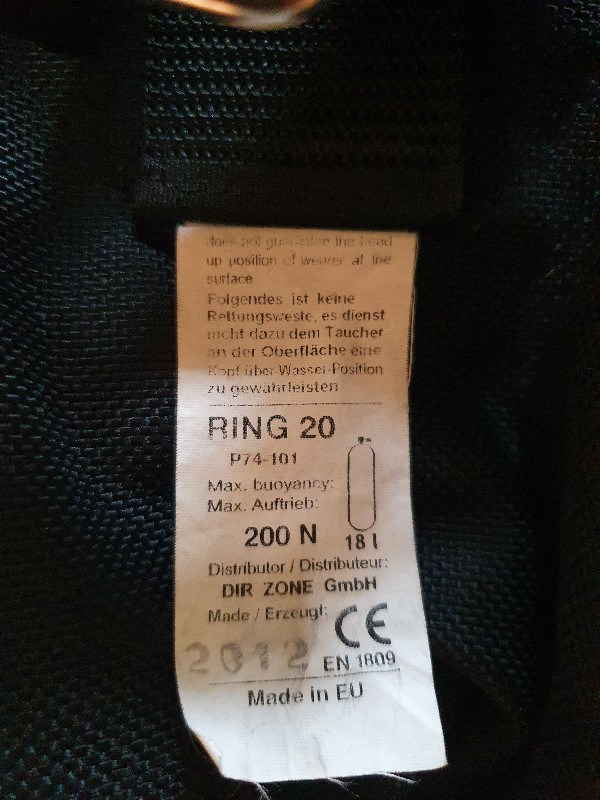 does not guarantee the head
up position of wearer at the
surface
Folgendes ist keine
Rettungsweste, es dienst
nicht dazu dem Taucher
an der Oberfläche eine
Kopf über-Wasser-Position
zu gewährleisten
RING 20
P74-101
Max. buoyancy:
Max. Auftrieb:
200 N
18 l
Distributor / Distributeur:
DIR ZONE GmbH
Made / Erzeugt:
CE
2012
EN 1809
Made in EU